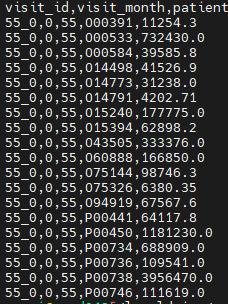 visit_id,visit_month,patient
55_0,0,55,O00391,11254.3
55_0,0,55,O00533,732430.0
55_0,0,55,O00584,39585.8
55_0,0,55,O14498,41526.9
55_0,0,55,O14773,31238.0
55_0,0,55,O14791,4202.71
55_0,0,55,O15240,177775.0
55_0,0,55,O15394,62898.2
55_0,0,55,O43505,333376.0
55_0,0,55,O60888,166850.0
55_0,0,55,O75144,98746.3
55_0,0,55,O75326,6380.35
55_0,0,55,O94919,67567.6
55_0,0,55,P00441,64117.8
55_0,0,55,P00450,1181230.0
55_0,0,55,P00734,688909.0
55_0,0,55,P00736,109541.0
55_0,0,55,P00738,3956470.0
55_0,0,55,P00746,111619.0